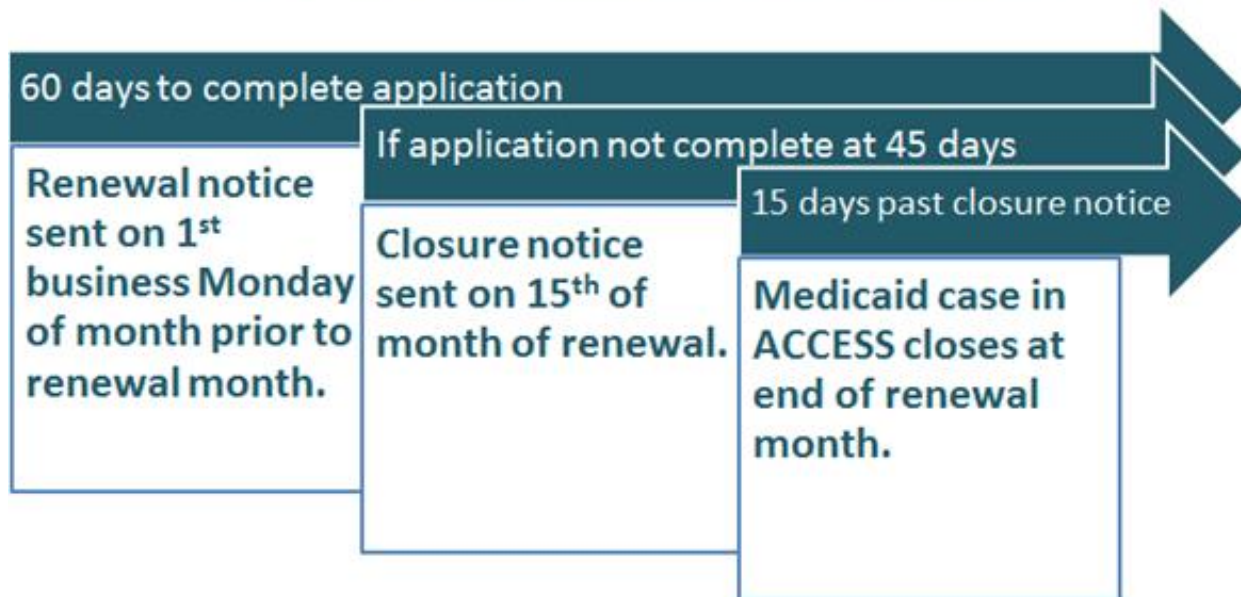 60 days to complete application
Renewal notice
sent on 1st
business Monday
of month prior to
renewal month.
If application not complete at 45 days
Closure notice
sent on 15th of
month of renewal.
15 days past closure notice
Medicaid case in
ACCESS closes at
end of renewal
month.